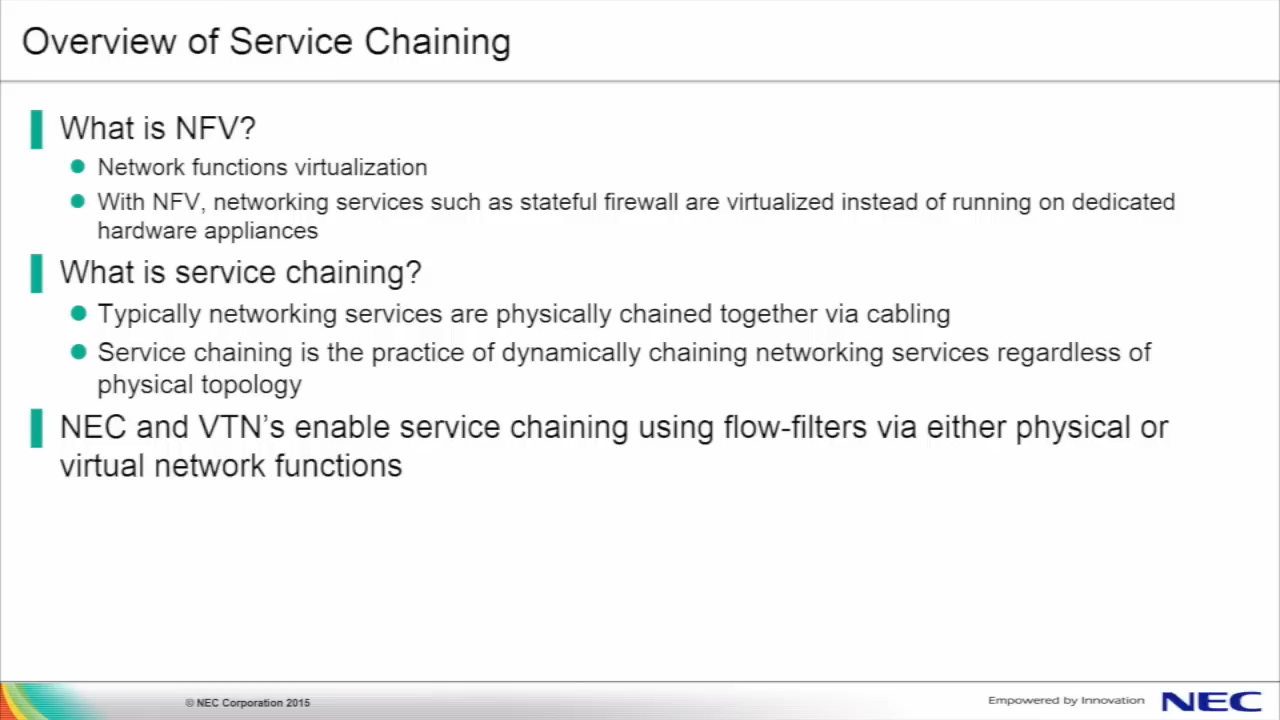 Overview of Service Chaining
What is NFV?
Network functions virtualization
With NFV, networking services such as stateful firewall are virtualized instead of running on dedicated
hardware appliances
What is service chaining?
Typically networking services are physically chained together via cabling
Service chaining is the practice of dynamically chaining networking services regardless of
physical topology
NEC and VTN’s enable service chaining using flow-filters via either physical or
virtual network functions
© NEC Corporation 2015
Empowered by Innovation
NEC